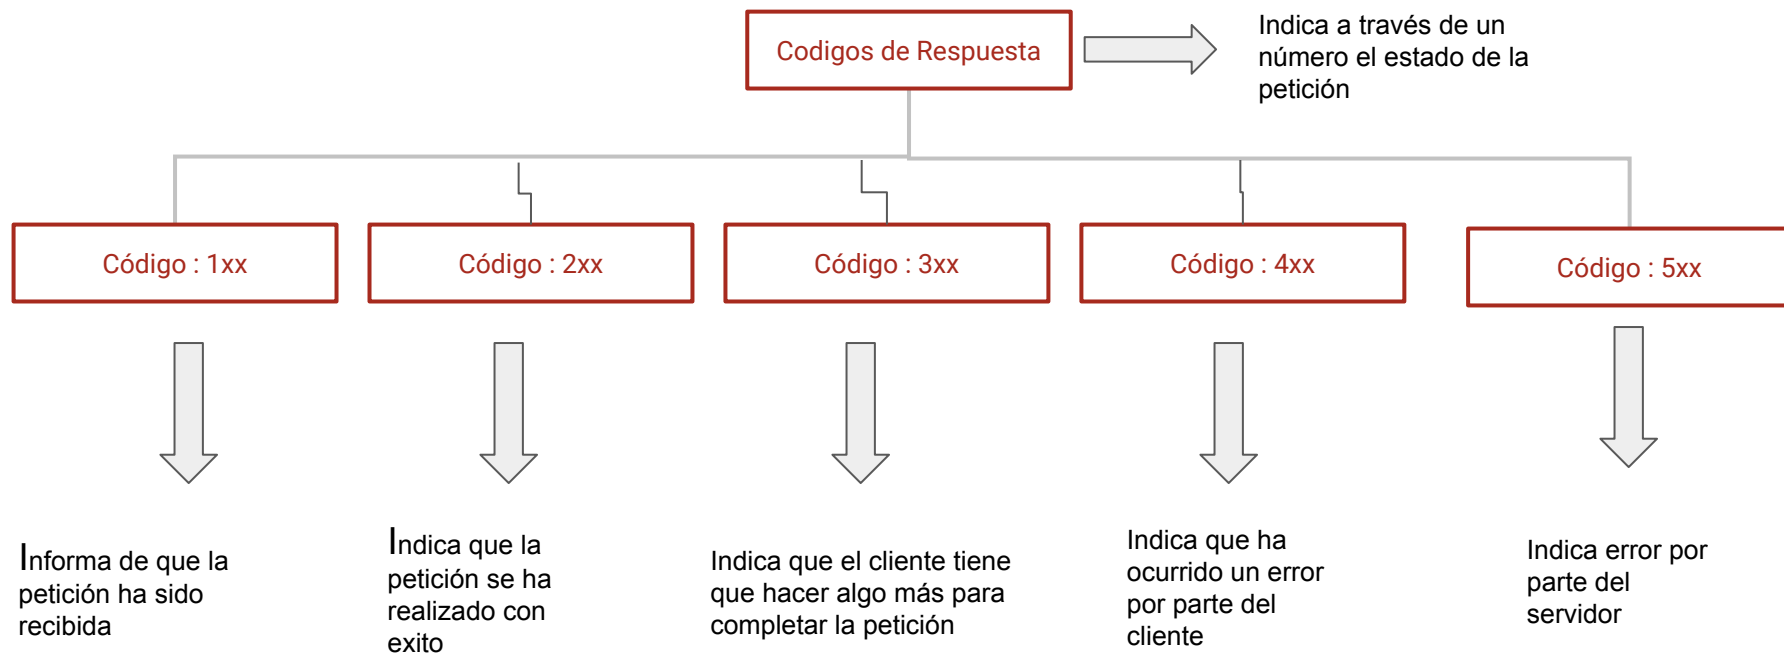 Codigos de Respuesta
Indica a través de un
número el estado de la
petición
Código : 1xx
Código : 2xx
Código : 3xx
Código : 4xx
Código : 5xx
Informa de que la
petición ha sido
recibida
Indica que la
petición se ha
realizado con
exito
Indica que el cliente tiene
que hacer algo más para
completar la petición
Indica que ha
ocurrido un error
por parte del
cliente
Indica error por
parte del
servidor